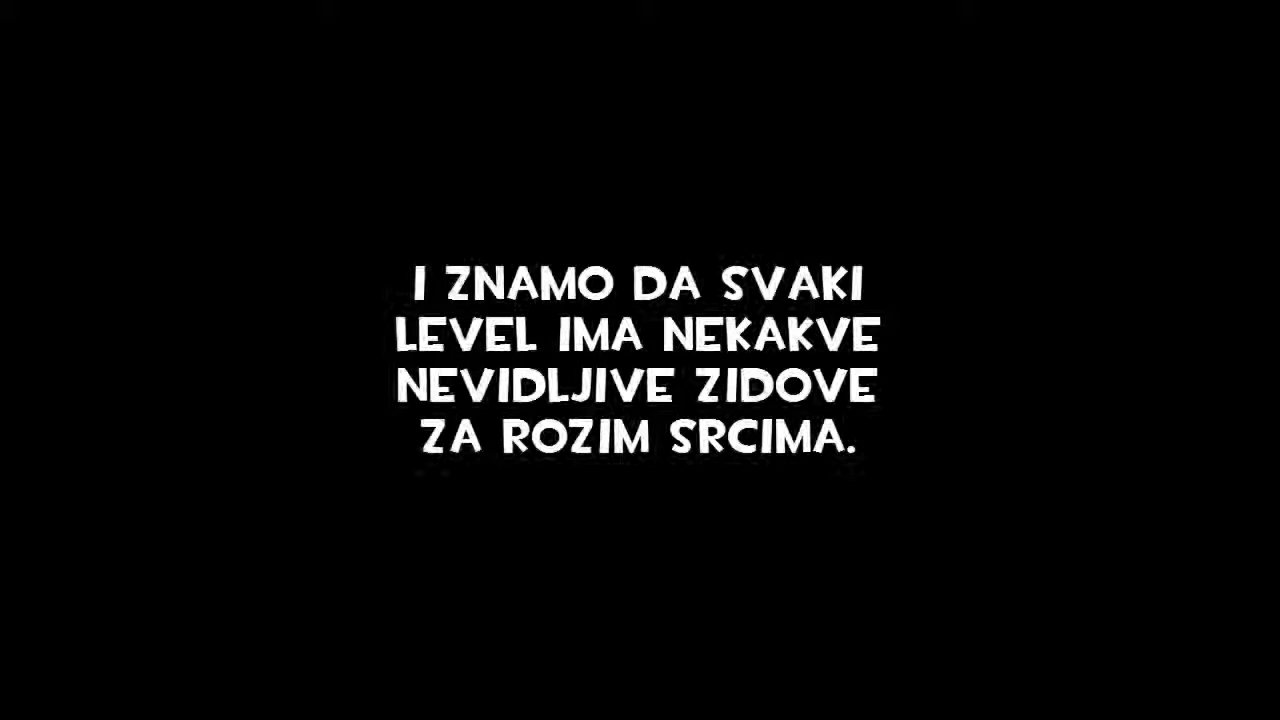 I ZNAMO DA SVAKI
LEVEL IMA NEKAKVE
NEVIDLJIVE ZIDOVE
ZA ROZIM SRCIMA.